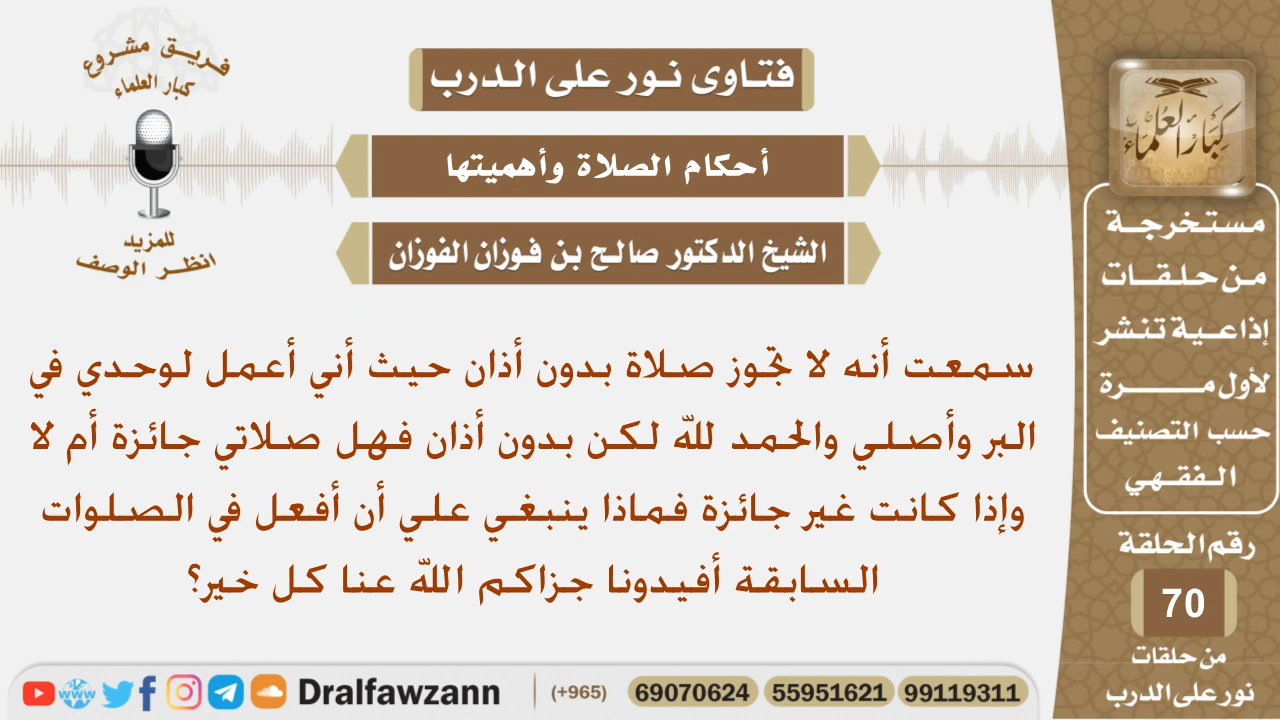 فريق مشروع
كبار العلماء
للمزيد
انظر الوصف
فتاوى نور على الدرب
أحكام الصلاة وأهميتها
الشيخ الدكتور صالح بن فوزان الفوزان
سمعت أنه لا تجوز صلاة بدون أذان حيث أني أعمل لوحدي في
البر وأصلي والحمد لله لكن بدون أذان فهل صلاتي جائزة أم لا
وإذا كانت غير جائزة فماذا ينبغي علي أن أفعل في الصلوات
السابقة أفيدونا جزاكم الله عنا كل خير؟
كبار العلماء
مستخرجة
من حلقات
إذاعية تنشر
لأول مرة
حسب التصنيف
الفقهي
رقم الحلقة
70
من حلقات
نور على الدرب
www Dralfawzann (+965) 69070624 55951621 99119311